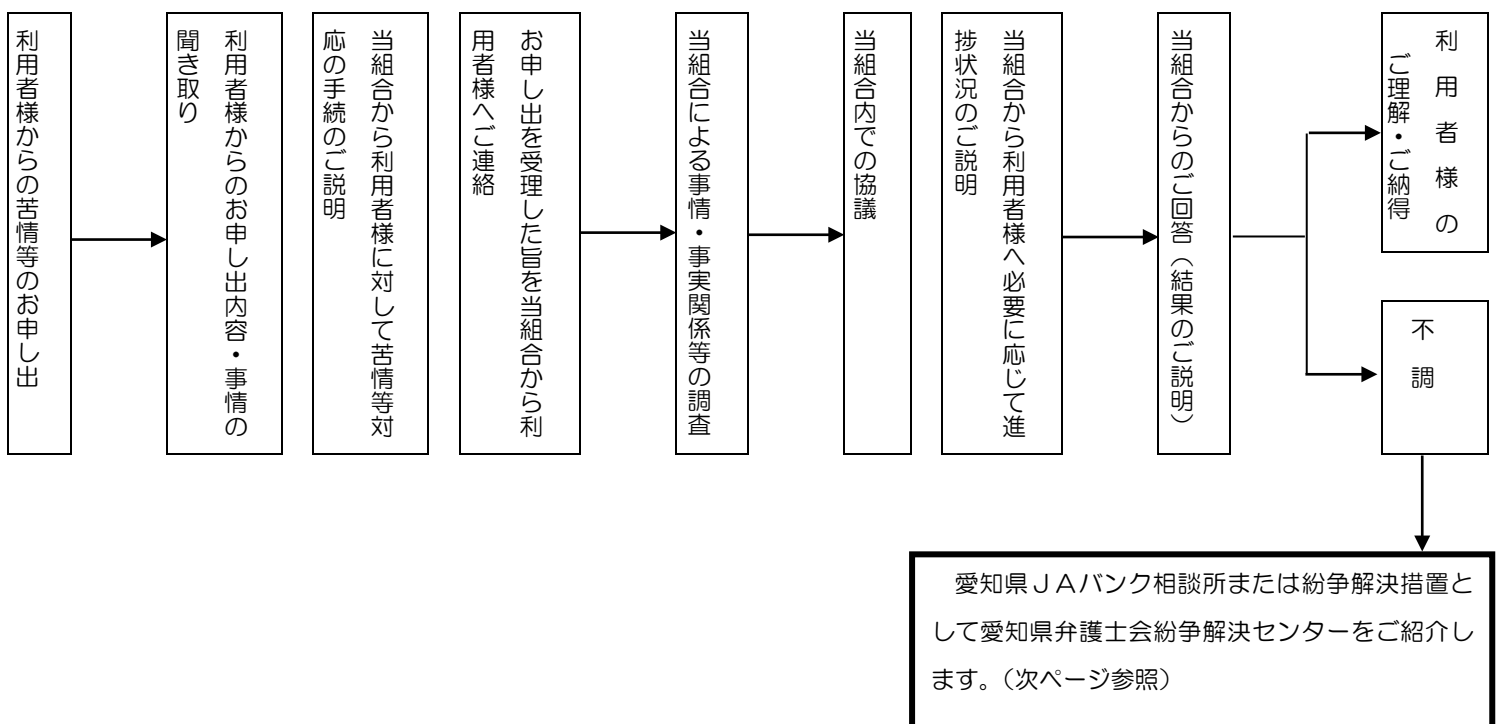 利用者様からの苦情等のお申し出
利用者様からのお申し出内容・事情の
聞き取り
当組合から利用者様に対して苦情等対
応の手続のご説明
お申し出を受理した旨を当組合から利
用者様へご連絡
当組合による事情・事実関係等の調査
当組合内での協議
当組合から利用者様へ必要に応じて進
捗状況のご説明
当組合からのご回答（結果のご説明）
利用者様の
ご理解・ご納得
不調
愛知県ＪＡバンク相談所または紛争解決措置と
して愛知県弁護士会紛争解決センターをご紹介し
ます。（次ページ参照）